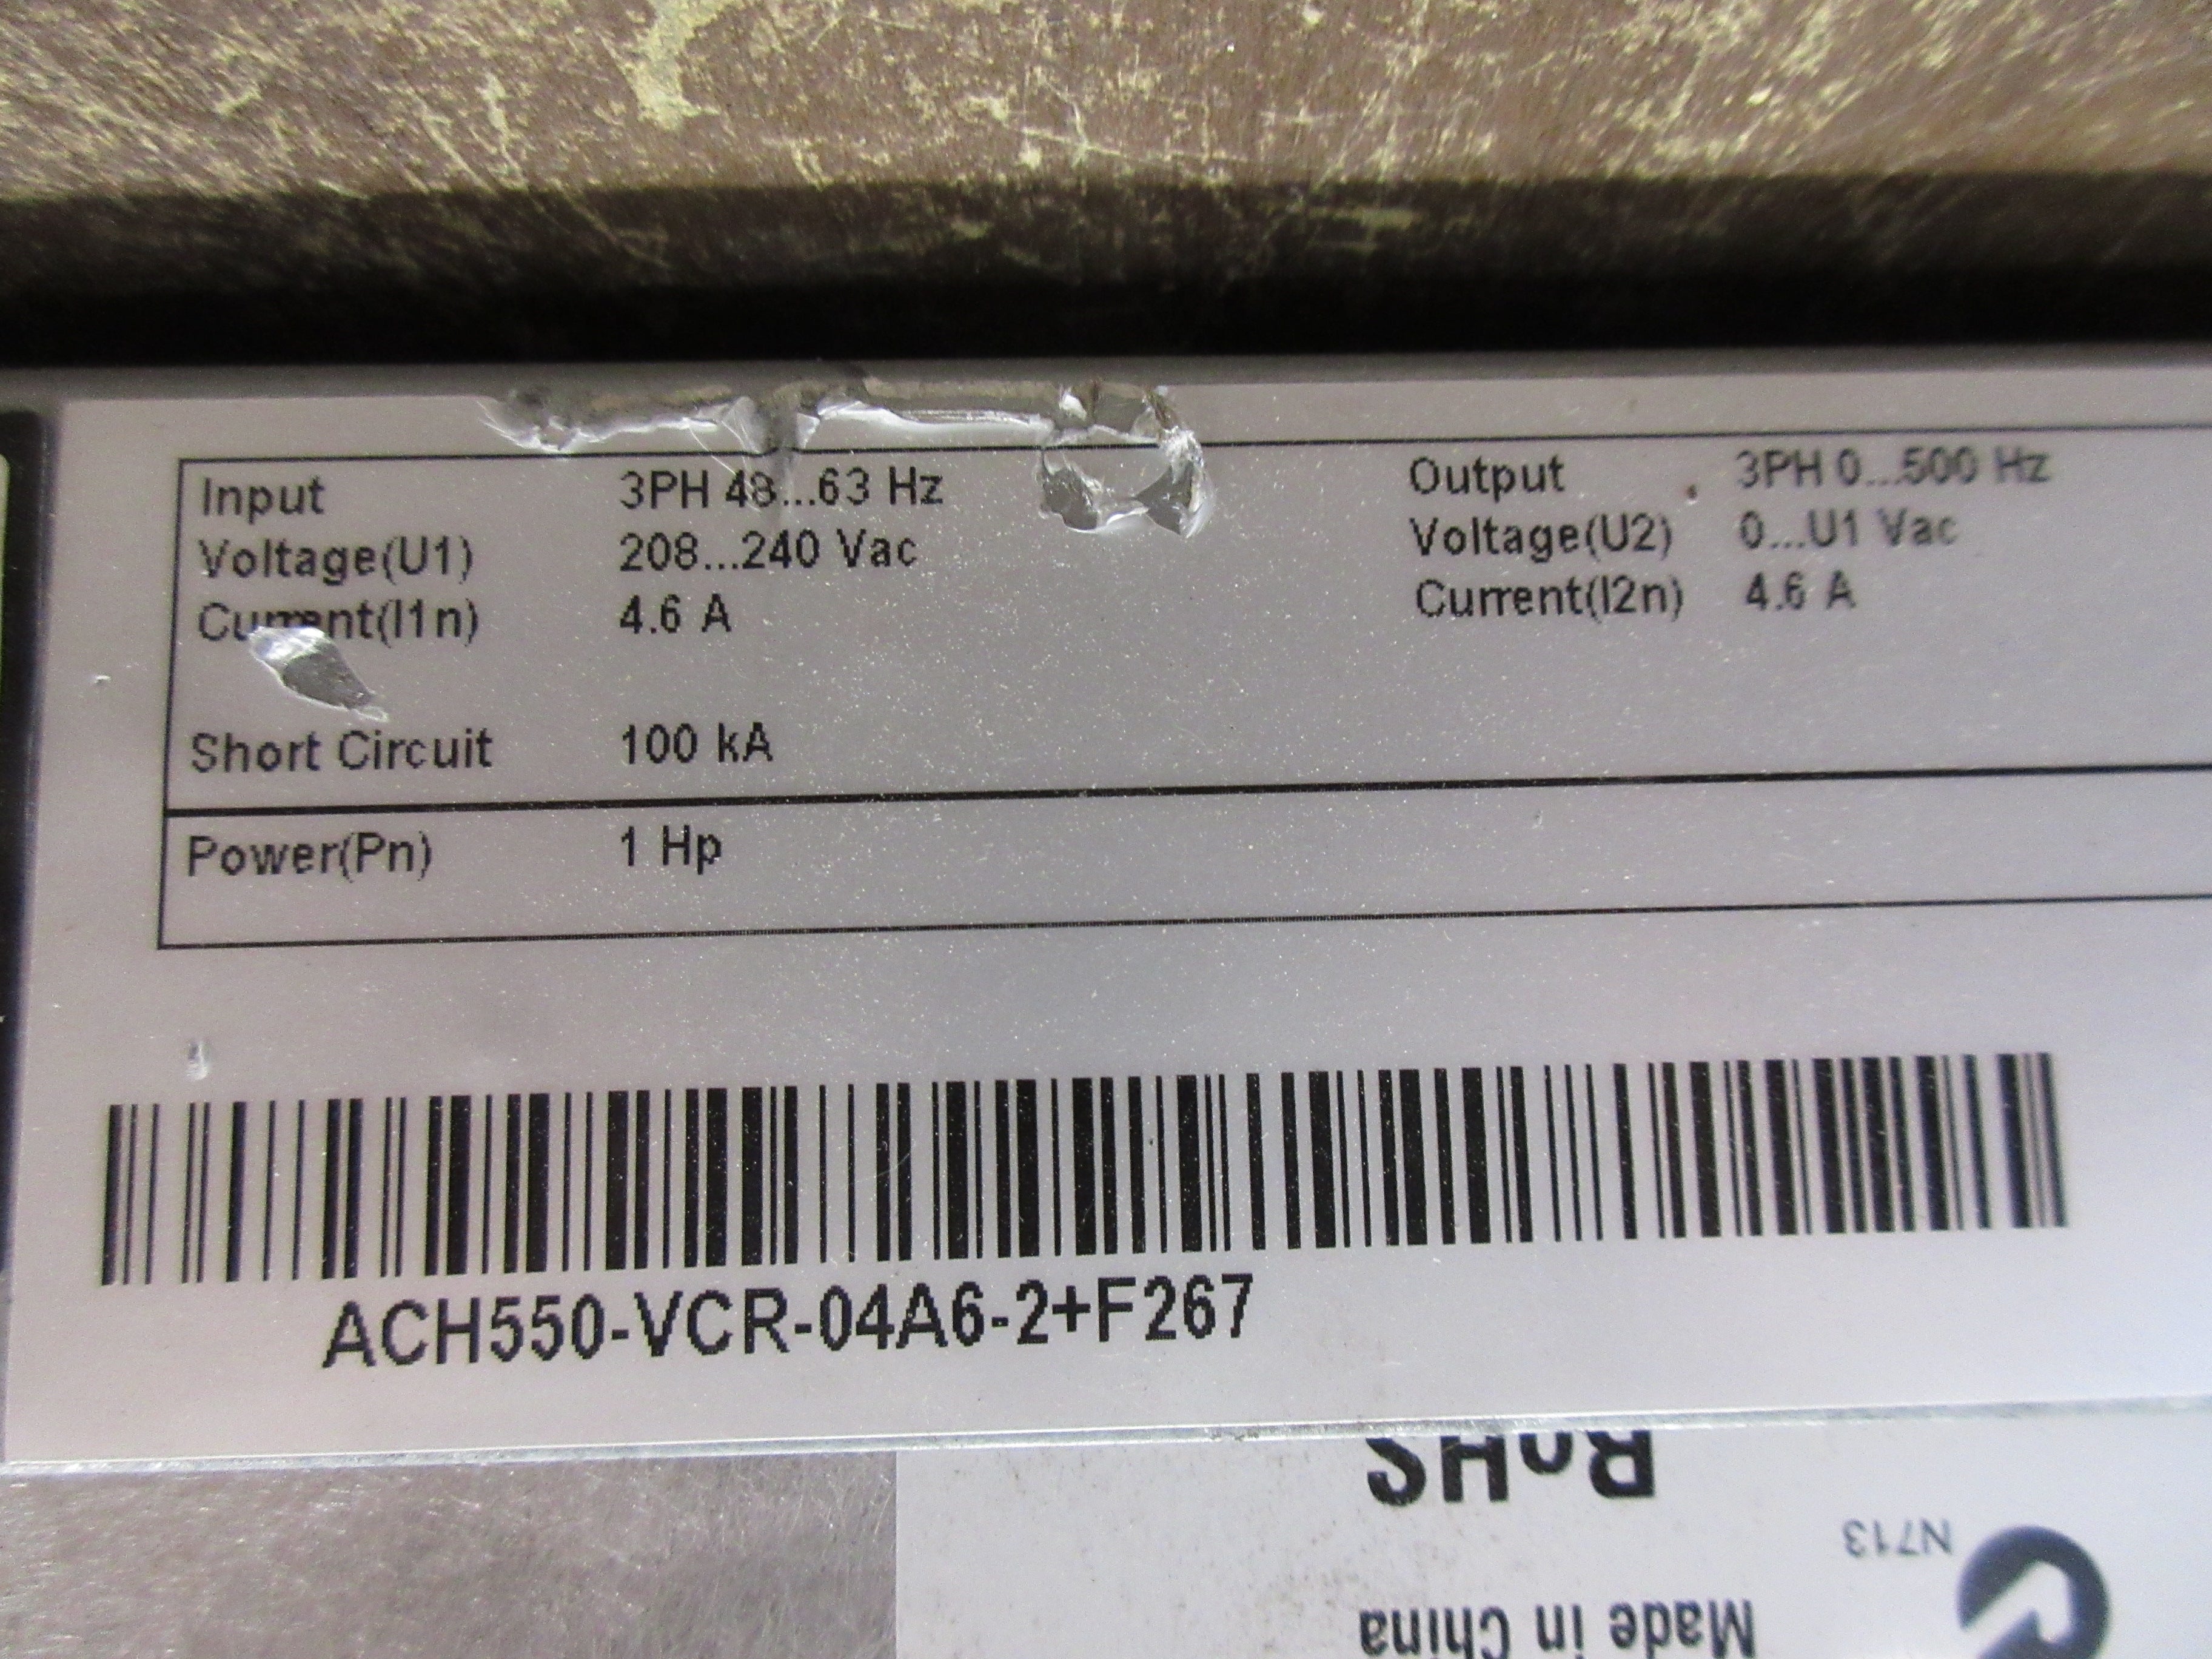 Input 3PH 48...63 Hz Output 3PH 0...500 Hz
Voltage(U1) 208...240 Vac Voltage(U2) 0...U1 Vac
Current(I1n) 4.6 A Current(I2n) 4.6 A
Short Circuit 100 kA
Power(Pn) 1 Hp
ACH550-VCR-04A6-2+F267
RoHS
N713
Made in China